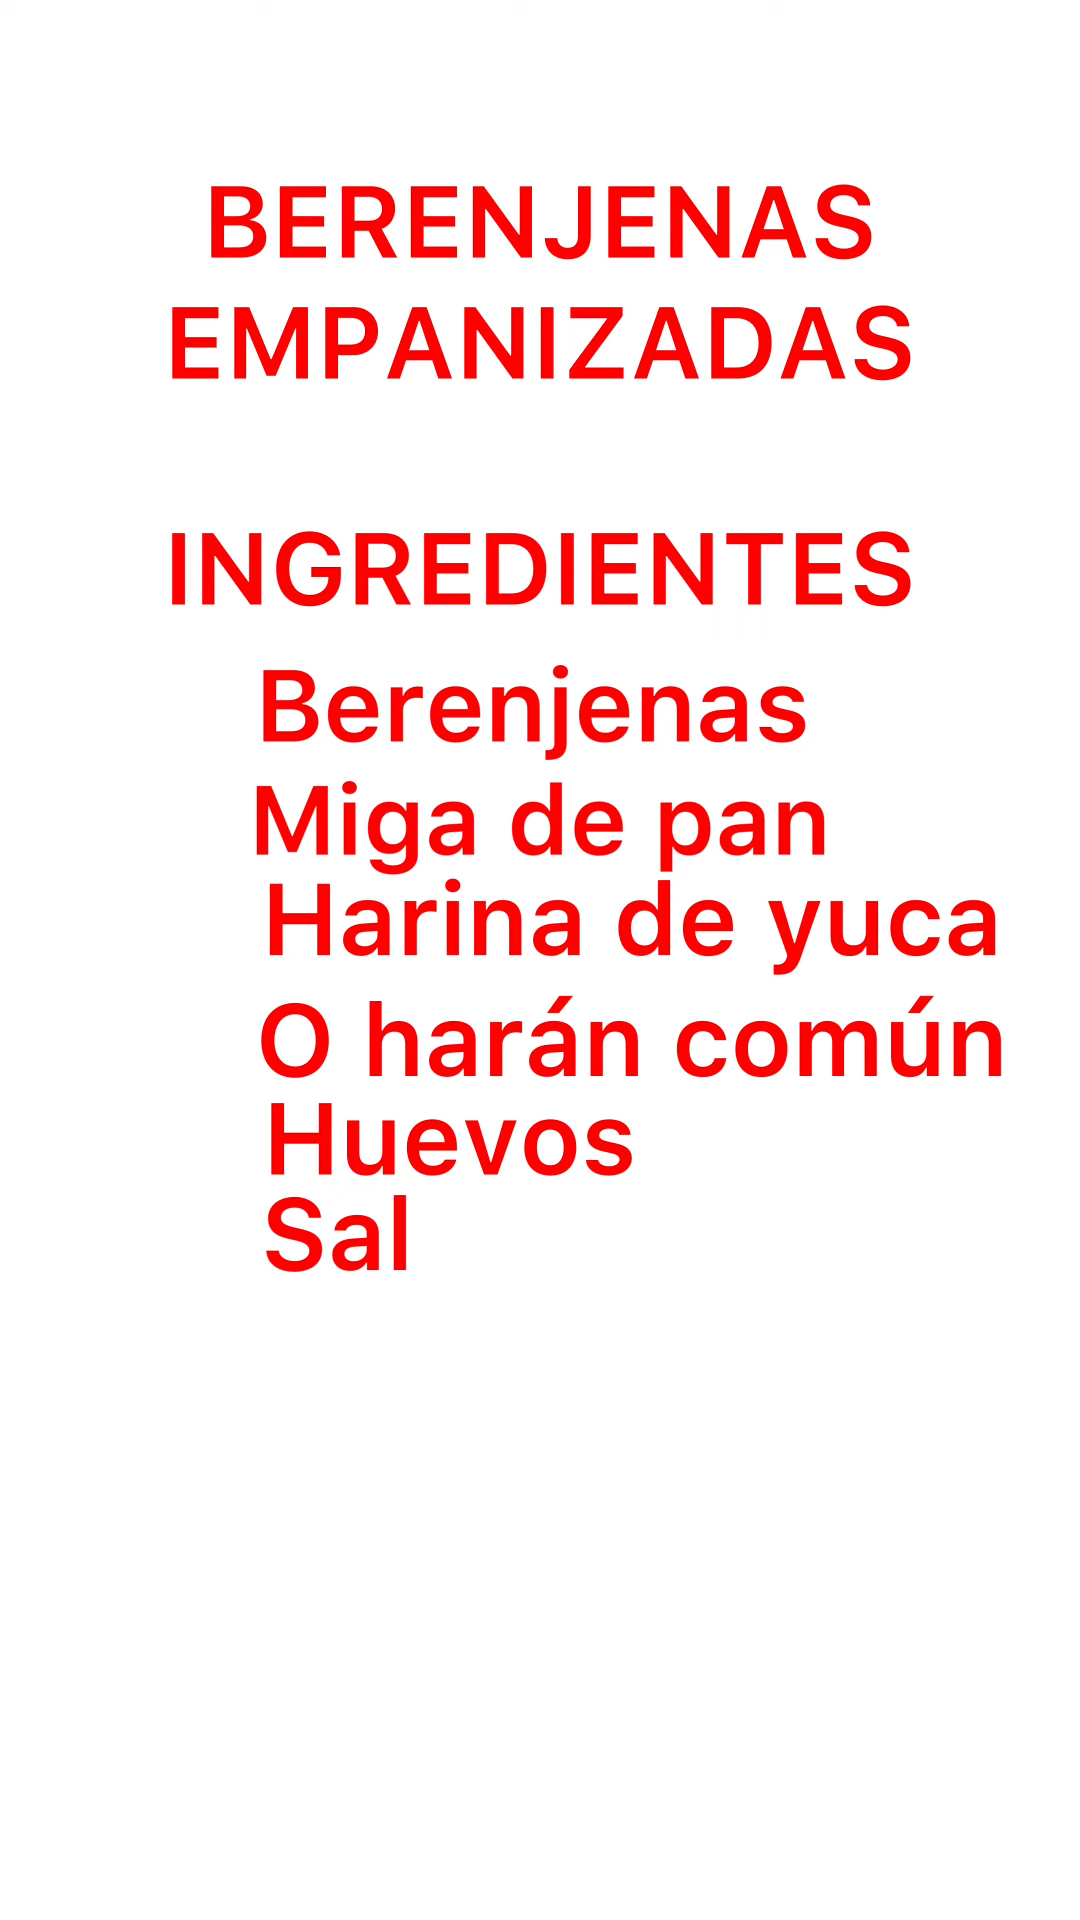 BERENJENAS
EMPANIZADAS
INGREDIENTES
Berenjenas
Miga de pan
Harina de yuca
O harán común
Huevos
Sal